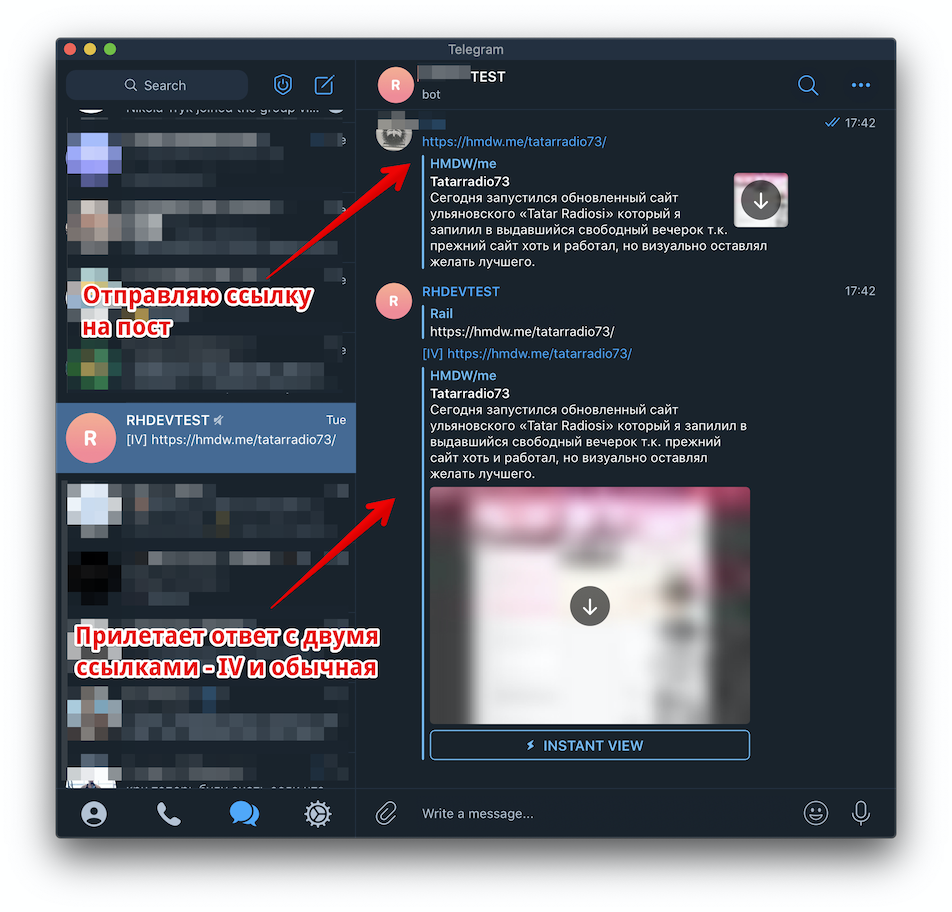 Telegram
Search
TEST
bot
Nikola Tryk joined the group vi...
17:42
https://hmdw.me/tatarradio73/
HMDW/me
Tatarradio73
Сегодня запустился обновленный сайт
ульяновского «Tatar Radiosi» который я
запилил в выдавшийся свободный вечерок т.к.
прежний сайт хоть и работал, но визуально оставлял
желать лучшего.
Отправляю ссылку
на пост
R
RHDEVTEST
17:42
Rail
https://hmdw.me/tatarradio73/
[IV] https://hmdw.me/tatarradio73/
HMDW/me
Tatarradio73
Сегодня запустился обновленный сайт
ульяновского «Tatar Radiosi» который я запилил в
выдавшийся свободный вечерок т.к. прежний
сайт хоть и работал, но визуально оставлял
желать лучшего.
R
RHDEVTEST
Tue
[IV] https://hmdw.me/tatarradio73/
Прилетает ответ с двумя
ссылками - IV и обычная
INSTANT VIEW
Write a message...
R